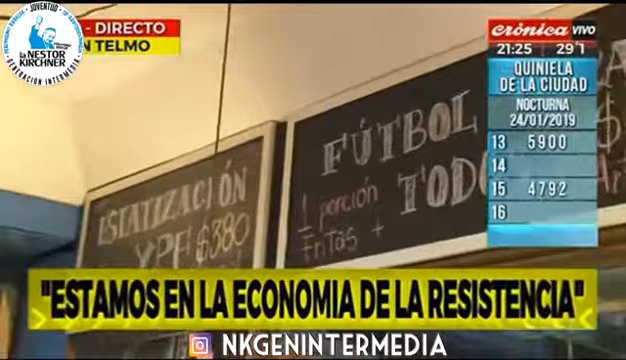 JUVENTUD
la NESTOR
KIRCHNER
GENERACIÓN INTERMEDIA
- DIRECTO
N TELMO
Crónica VIVO
21:25 29°1
QUINIELA
DE LA CIUDAD
NOCTURNA
24/01/2019
13 5900
14
15 4792
16
ESTATIZACIÓN
YPF $380
FÚTBOL
TODO
1 porción
Fritas +
$
"ESTAMOS EN LA ECONOMIA DE LA RESISTENCIA"
NKGENINTERMEDIA